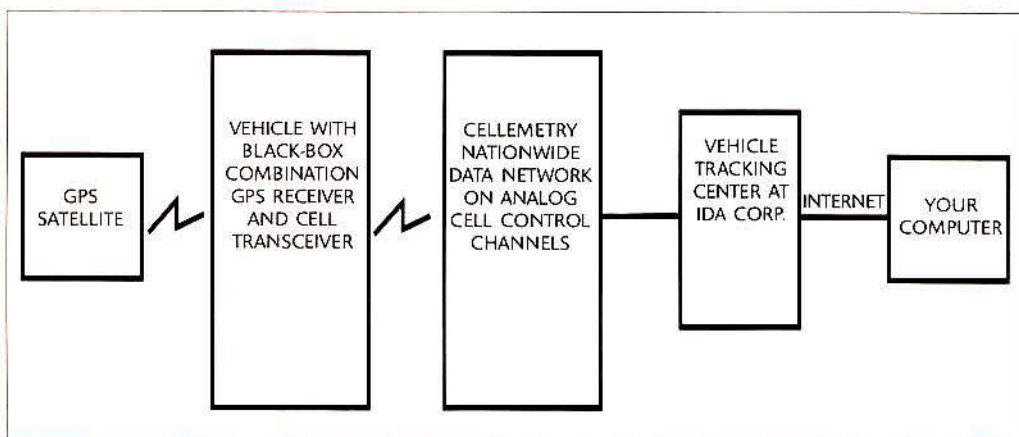 GPS
SATELLITE
VEHICLE WITH
BLACK-BOX
COMBINATION
GPS RECEIVER
AND CELL
TRANSCEIVER
CELLEMETRY
NATIONWIDE
DATA NETWORK
ON ANALOG
CELL CONTROL
CHANNELS
VEHICLE
TRACKING
CENTER AT
IDA CORP.
INTERNET
YOUR
COMPUTER